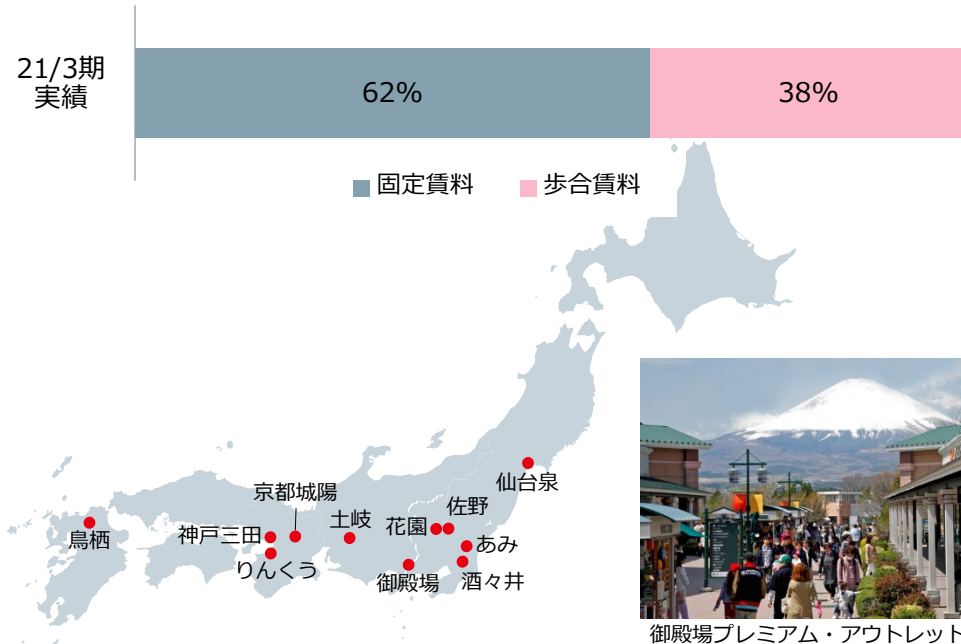 21/3期
実績
62%
38%
固定賃料
歩合賃料
仙台泉
京都城陽
佐野
土岐
花園
神戸三田
鳥栖
あみ
りんくう
御殿場
酒々井
御殿場プレミアム・アウトレット